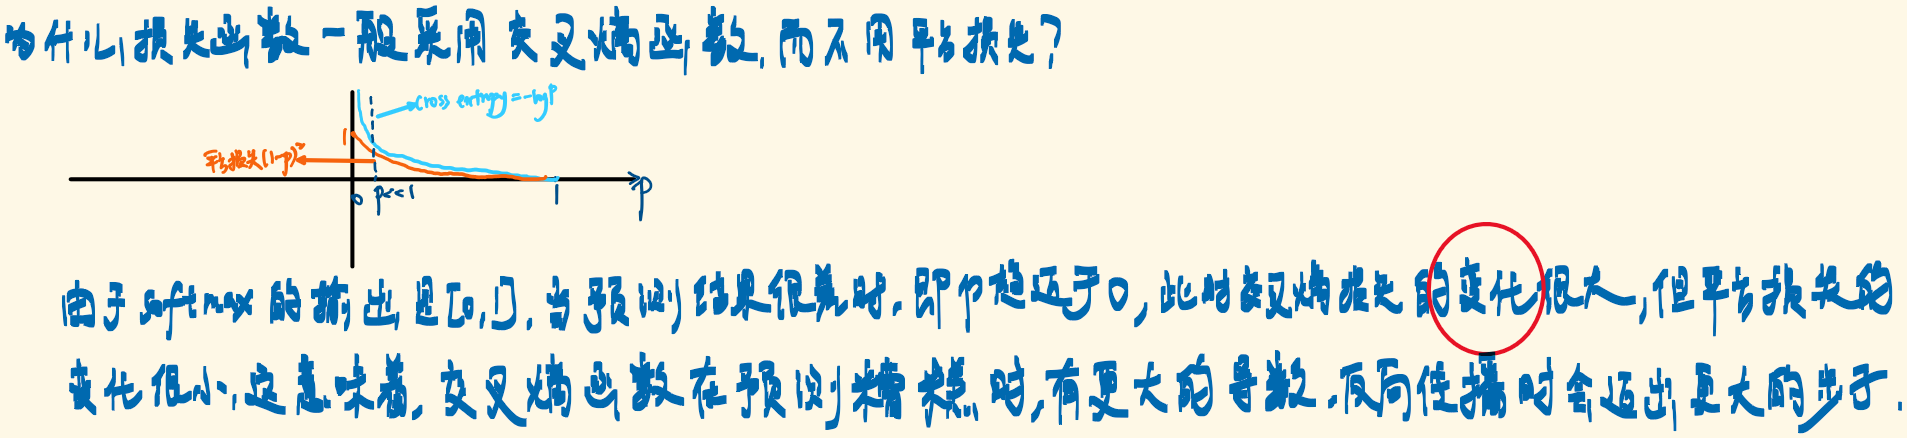 为什么损失函数一般采用交叉熵函数,而不用平方损失?
cross entropy = -log P
1
平方损失(1-p)²
0 P<<1 1 P
由于softmax的输出是[0,1].当预测结果很差时.即P趋近于0,此时交叉熵损失的变化很大,但平方损失的
变化很小,这意味着,交叉熵函数在预测糟糕时,有更大的导数.反向传播时会迈出更大的步子.